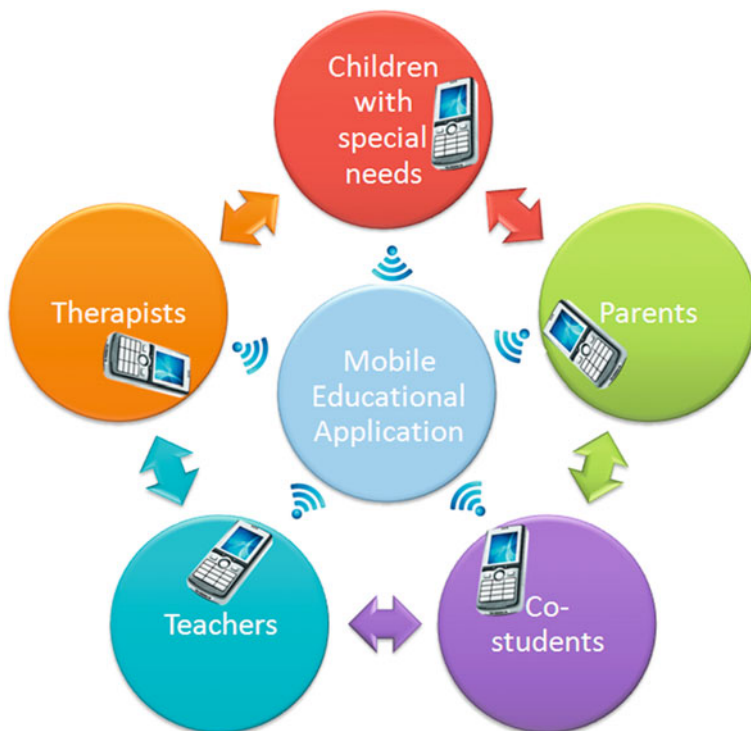 Children
with
special
needs
Therapists
Parents
Mobile
Educational
Application
Teachers
Co-
students